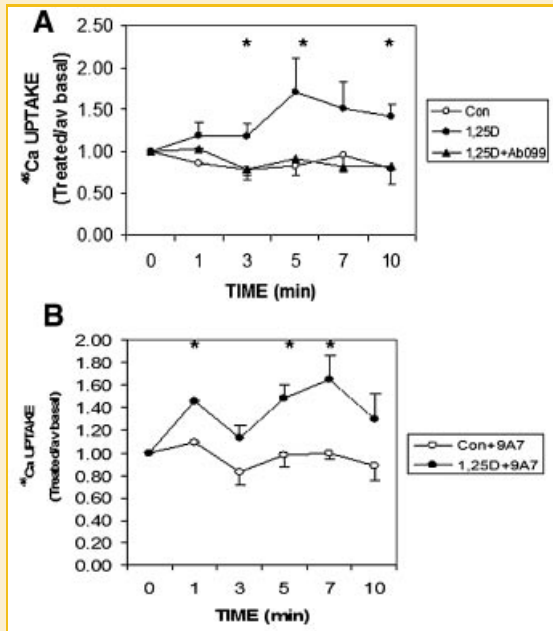 A
⁴⁵Ca UPTAKE
(Treated/av basal)
2.50
2.00
1.50
1.00
0.50
0.00
* * *
0 1 3 5 7 10
TIME (min)
Con
1,25D
1,25D+Ab099
B
⁴⁵Ca UPTAKE
(Treated/av basal)
2.00
1.80
1.60
1.40
1.20
1.00
0.80
0.60
0.40
0.20
0.00
* * *
0 1 3 5 7 10
TIME (min)
Con+9A7
1,25D+9A7